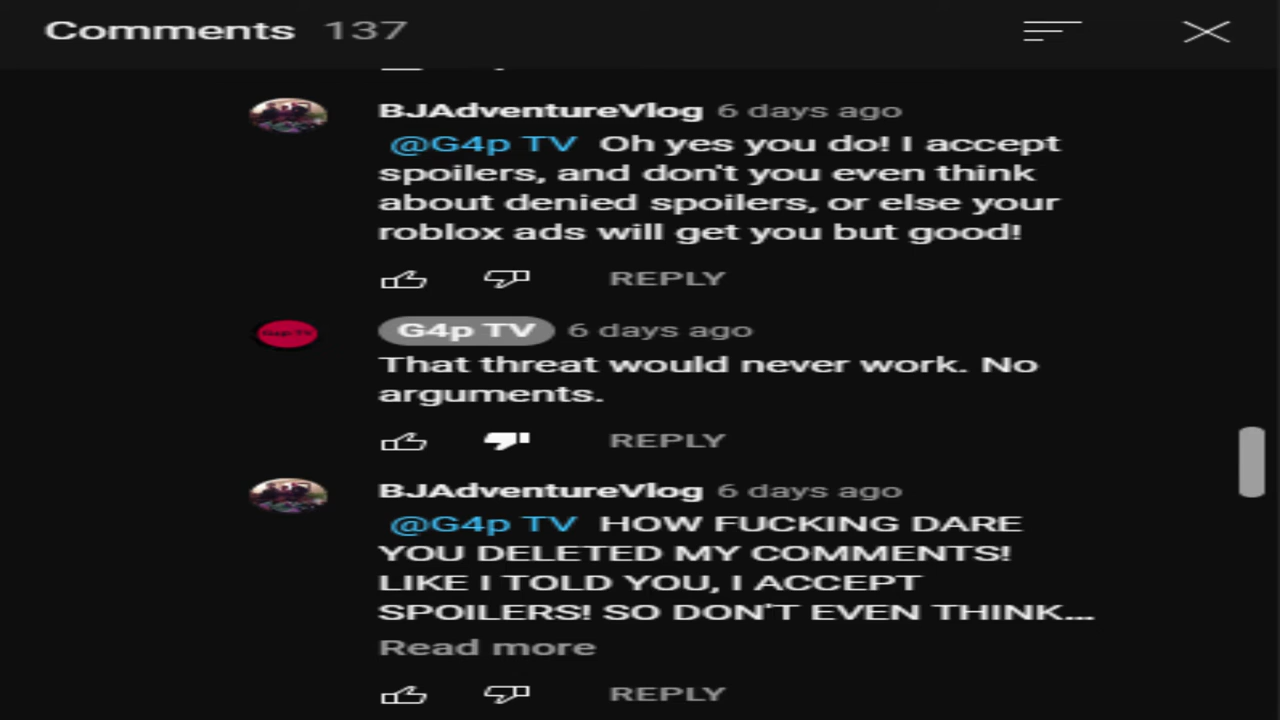 Comments 137
BJAdventureVlog 6 days ago
@G4p TV Oh yes you do! I accept
spoilers, and don't you even think
about denied spoilers, or else your
roblox ads will get you but good!
REPLY
G4p TV 6 days ago
That threat would never work. No
arguments.
REPLY
BJAdventureVlog 6 days ago
@G4p TV HOW FUCKING DARE
YOU DELETED MY COMMENTS!
LIKE I TOLD YOU, I ACCEPT
SPOILERS! SO DON'T EVEN THINK...
Read more
REPLY